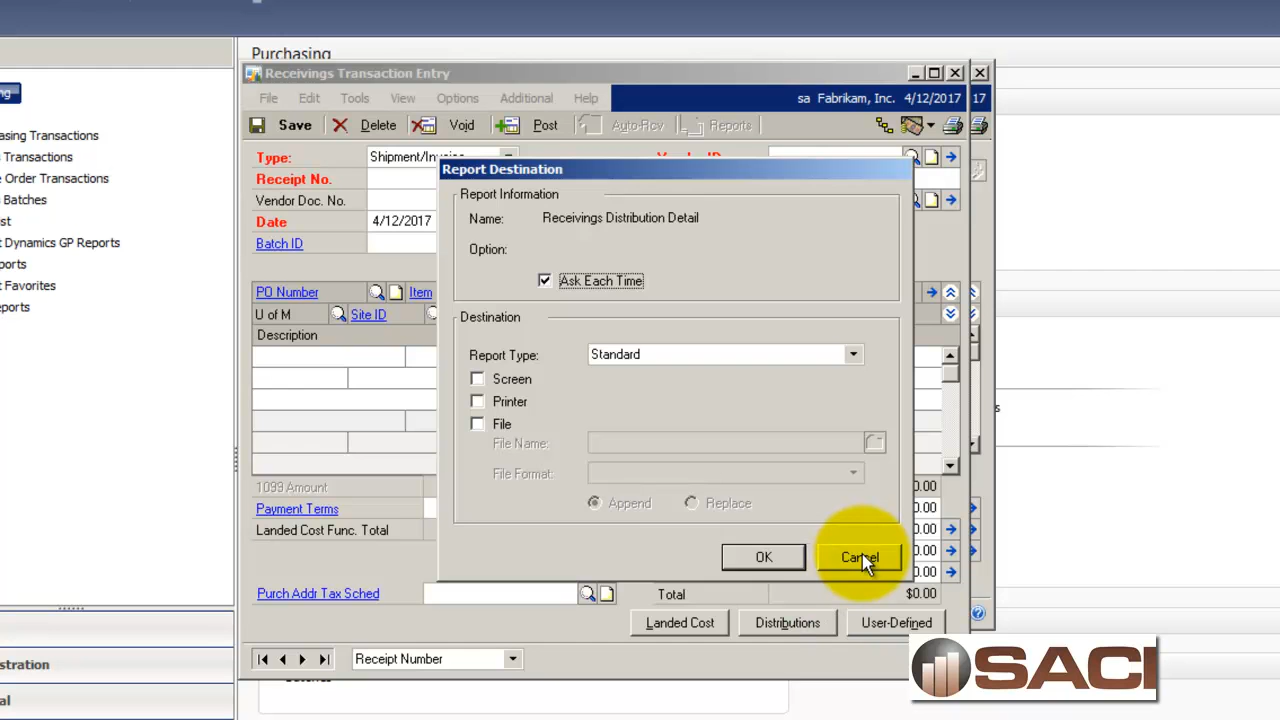 Purchasing
Receivings Transaction Entry
File Edit Tools View Options Additional Help sa Fabrikam, Inc. 4/12/2017 17
Save Delete Void Post Auto-Rcv Reports
Type: Shipment/Invoice
Receipt No.
Vendor Doc. No.
Date 4/12/2017
Batch ID
PO Number Item
U of M Site ID
Description
1099 Amount 0.00
Payment Terms 0.00
Landed Cost Func. Total 0.00
0.00
0.00
Purch Addr Tax Sched Total $0.00
Landed Cost Distributions User-Defined
Receipt Number
Report Destination
Report Information
Name: Receivings Distribution Detail
Option:
Ask Each Time
Destination
Report Type: Standard
Screen
Printer
File
File Name:
File Format:
Append Replace
OK Cancel
ng
asing Transactions
Transactions
Order Transactions
Batches
st
t Dynamics GP Reports
ports
t Favorites
ports
stration
al
SACI